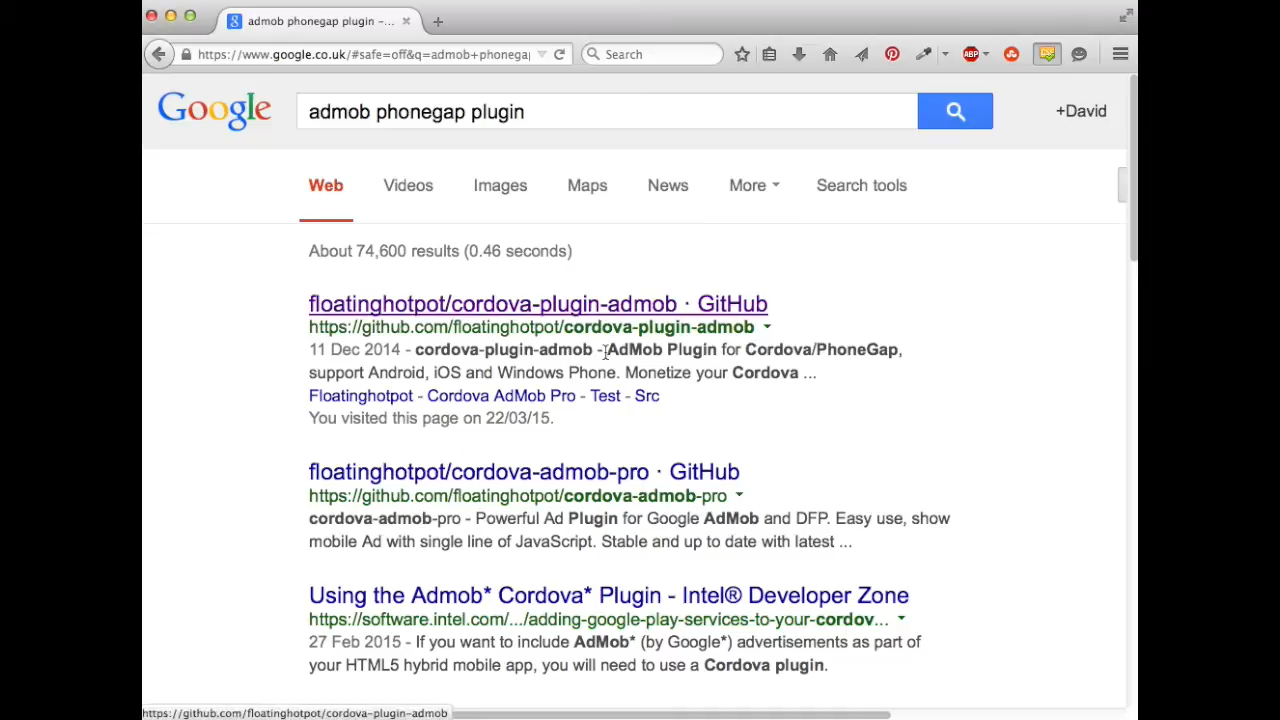 admob phonegap plugin -...
https://www.google.co.uk/#safe=off&q=admob+phonegap
Search
ABP
Google
admob phonegap plugin
+David
Web Videos Images Maps News More Search tools
About 74,600 results (0.46 seconds)
floatinghotpot/cordova-plugin-admob · GitHub
https://github.com/floatinghotpot/cordova-plugin-admob
11 Dec 2014 - cordova-plugin-admob - AdMob Plugin for Cordova/PhoneGap,
support Android, iOS and Windows Phone. Monetize your Cordova ...
Floatinghotpot - Cordova AdMob Pro - Test - Src
You visited this page on 22/03/15.
floatinghotpot/cordova-admob-pro · GitHub
https://github.com/floatinghotpot/cordova-admob-pro
cordova-admob-pro - Powerful Ad Plugin for Google AdMob and DFP. Easy use, show
mobile Ad with single line of JavaScript. Stable and up to date with latest ...
Using the Admob* Cordova* Plugin - Intel® Developer Zone
https://software.intel.com/.../adding-google-play-services-to-your-cordov...
27 Feb 2015 - If you want to include AdMob* (by Google*) advertisements as part of
your HTML5 hybrid mobile app, you will need to use a Cordova plugin.
https://github.com/floatinghotpot/cordova-plugin-admob